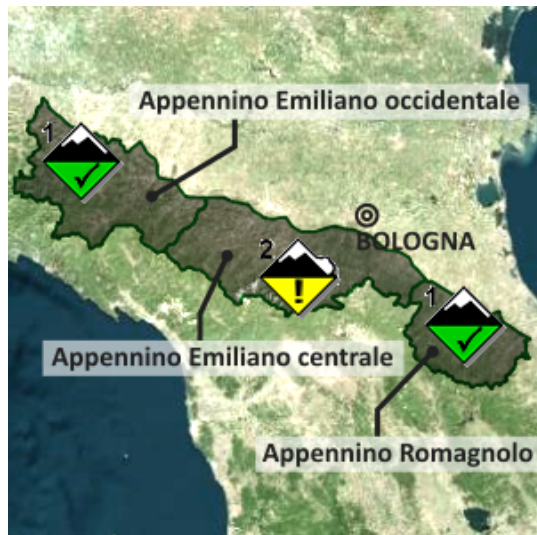 Appennino Emiliano occidentale
1
BOLOGNA
2
!
1
Appennino Emiliano centrale
Appennino Romagnolo